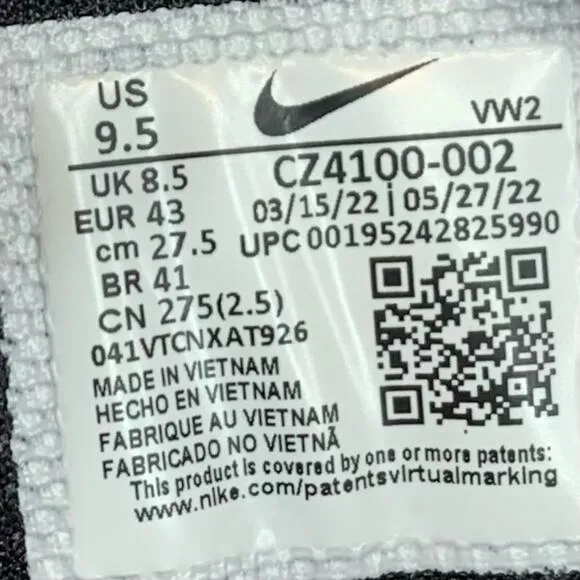 US
9.5
VW2
UK 8.5
EUR 43
cm 27.5
BR 41
CN 275(2.5)
CZ4100-002
03/15/22 | 05/27/22
UPC 00195242825990
041VTCNXAT926
MADE IN VIETNAM
HECHO EN VIETNAM
FABRIQUE AU VIETNAM
FABRICADO NO VIETNÃ
This product is covered by one or more patents:
www.nike.com/patentsvirtualmarking